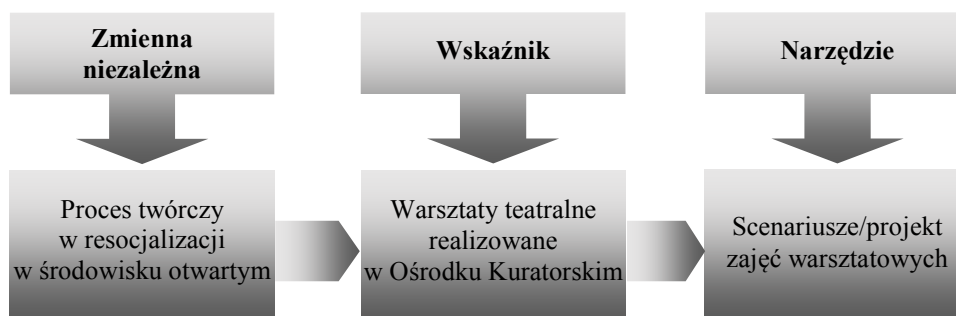 Zmienna
niezależna
Wskaźnik
Narzędzie
Proces twórczy
w resocjalizacji
w środowisku otwartym
Warsztaty teatralne
realizowane
w Ośrodku Kuratorskim
Scenariusze/projekt
zajęć warsztatowych